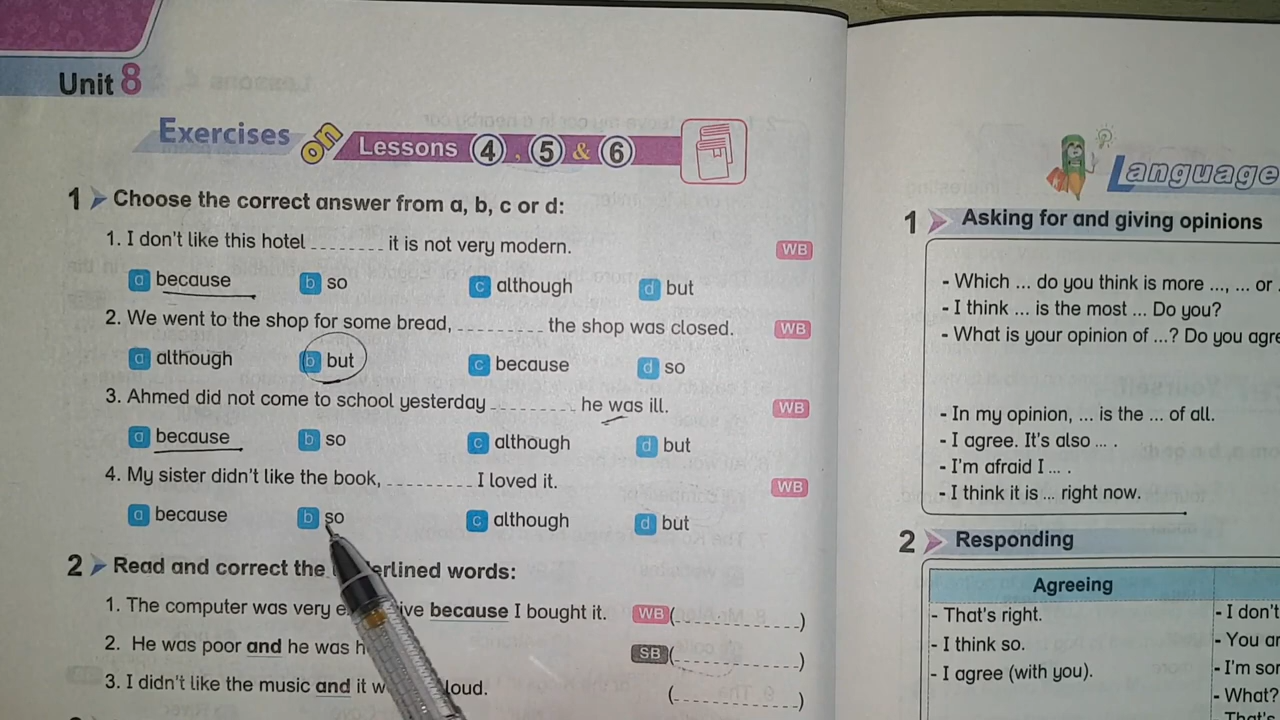 Unit 8
Exercises on Lessons 4, 5 & 6
1 Choose the correct answer from a, b, c or d:
1. I don't like this hotel _ _ _ _ _ _ _ it is not very modern. WB
a because b so c although d but
2. We went to the shop for some bread, _ _ _ _ _ _ _ _ the shop was closed. WB
a although b but c because d so
3. Ahmed did not come to school yesterday _ _ _ _ _ _ _ _ he was ill. WB
a because b so c although d but
4. My sister didn't like the book, _ _ _ _ _ _ _ _ I loved it. WB
a because b so c although d but
2 Read and correct the words:
1. The computer was very because I bought it. WB (_ _ _ _ _ _ _ _ _ _ _ _)
2. He was poor and he was SB (_ _ _ _ _ _ _ _ _ _ _ _)
3. I didn't like the music and it loud. (_ _ _ _ _ _ _ _ _ _ _ _)
Language
1 Asking for and giving opinions
- Which ... do you think is more ..., ... or
- I think ... is the most ... Do you?
- What is your opinion of ...? Do you
- In my opinion, ... is the ... of all.
- I agree. It's also ... .
- I'm afraid I ... .
- I think it is ... right now.
2 Responding
Agreeing
- That's right.
- I think so.
- I agree (with you).
- I don't
- You
- I'm
- What?
- That's